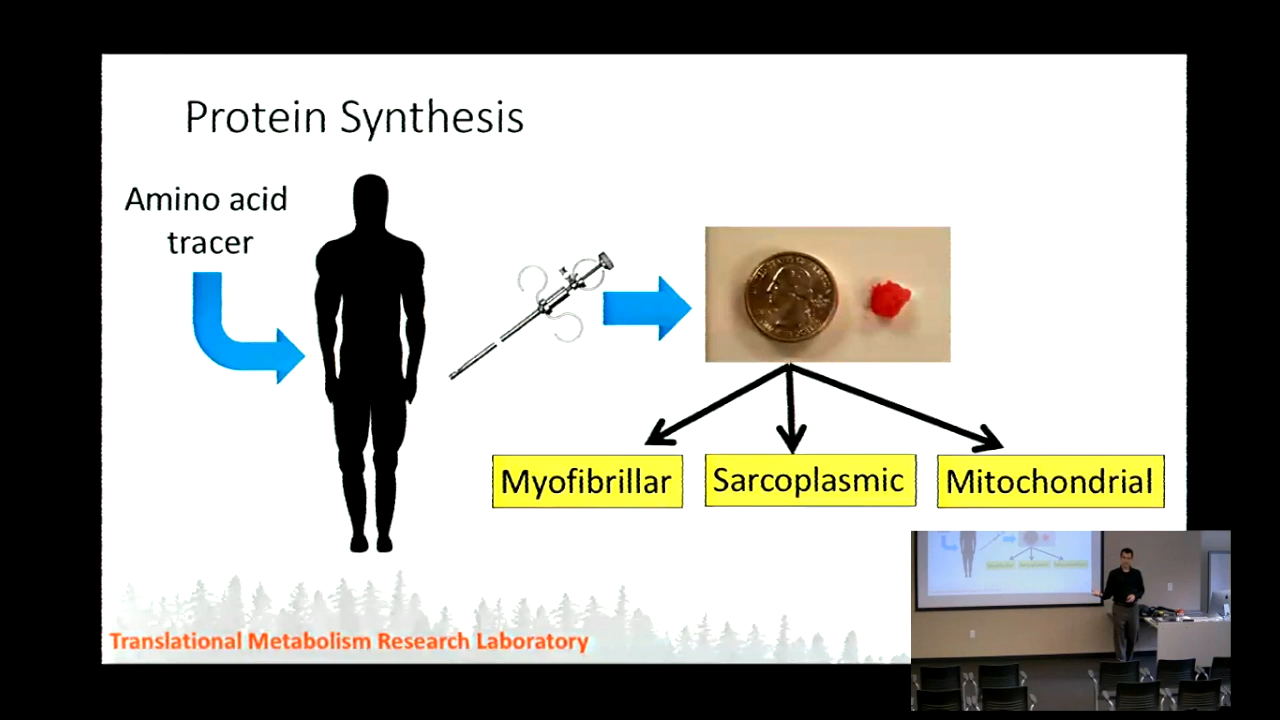 Protein Synthesis
Amino acid
tracer
Myofibrillar
Sarcoplasmic
Mitochondrial
Translational Metabolism Research Laboratory